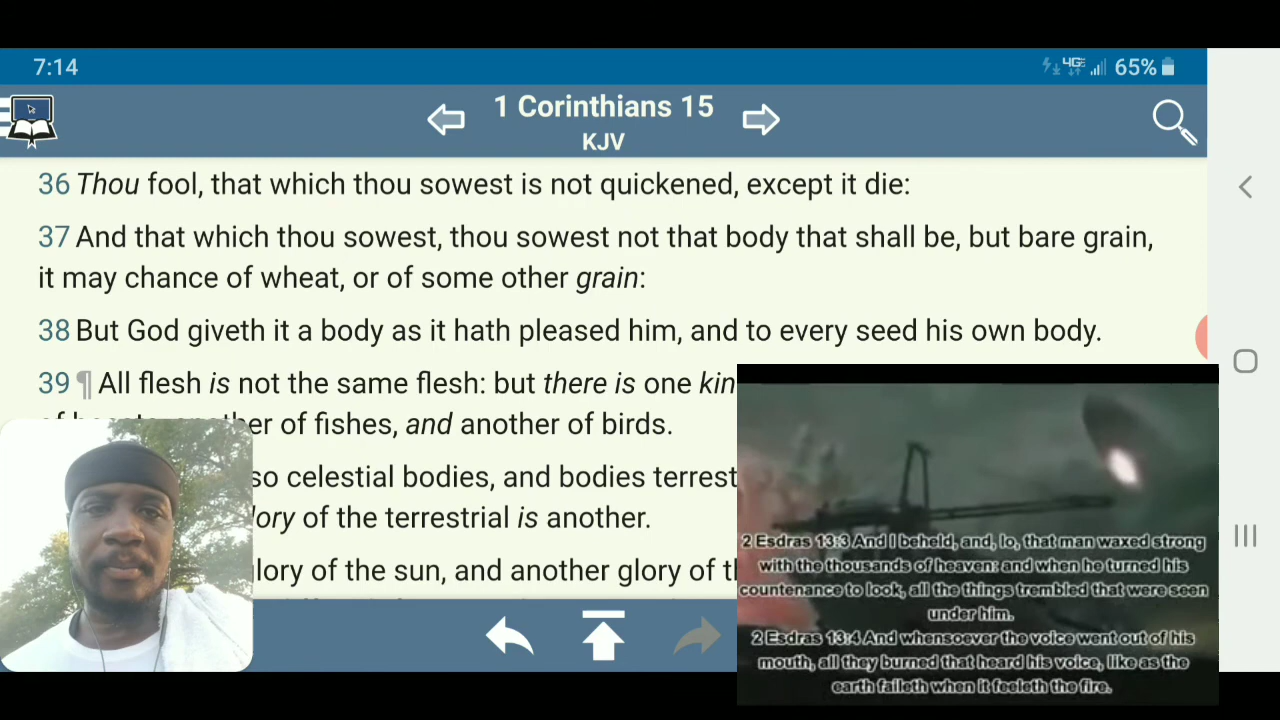 7:14
4G
65%
1 Corinthians 15
KJV
36 Thou fool, that which thou sowest is not quickened, except it die:
37 And that which thou sowest, thou sowest not that body that shall be, but bare grain,
it may chance of wheat, or of some other grain:
38 But God giveth it a body as it hath pleased him, and to every seed his own body.
39 ¶ All flesh is not the same flesh: but there is one
of fishes, and another of birds.
celestial bodies, and bodies
of the terrestrial is another.
of the sun, and another glory of
2 Esdras 13:3 And I beheld, and, lo, that man waxed strong
with the thousands of heaven: and when he turned his
countenance to look, all the things trembled that were seen
under him.
2 Esdras 13:4 And whensoever the voice went out of his
mouth, all they burned that heard his voice, like as the
earth faileth when it feeleth the fire.